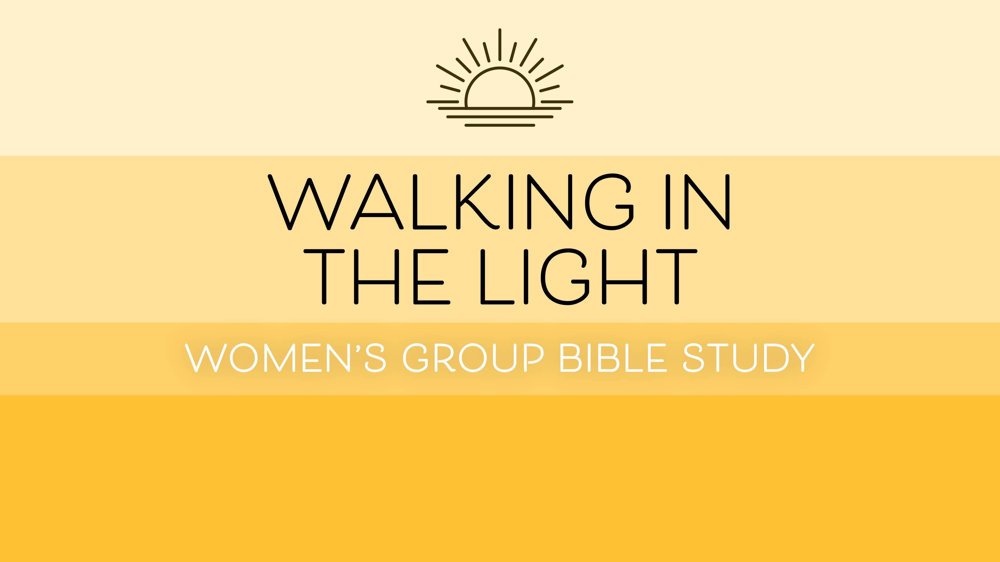 WALKING IN
THE LIGHT
WOMEN’S GROUP BIBLE STUDY